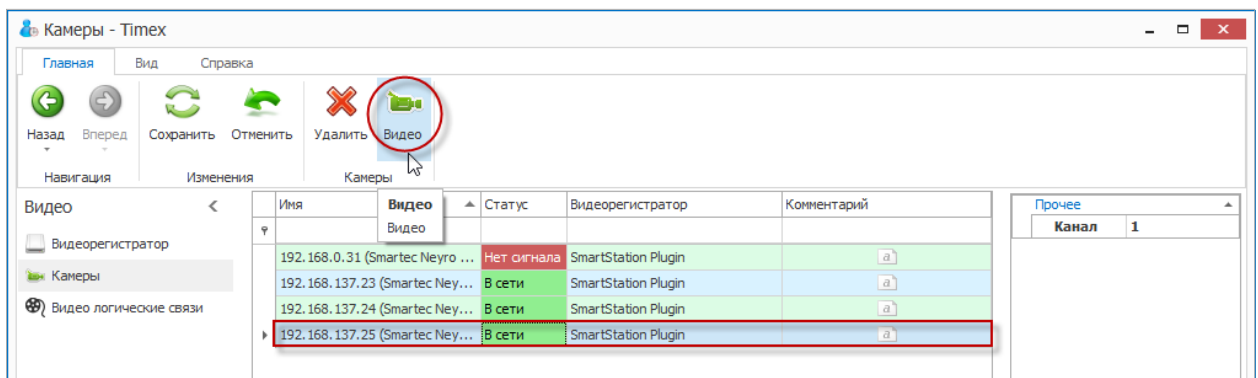 Камеры - Timex
Главная Вид Справка
Назад Вперед Сохранить Отменить Удалить Видео
Навигация Изменения Камеры
Видео
Видеорегистратор
Камеры
Видео логические связи
Имя Статус Видеорегистратор Комментарий
Видео
Видео
192.168.0.31 (Smartec Neyro ... Нет сигнала SmartStation Plugin a
192.168.137.23 (Smartec Ney... В сети SmartStation Plugin a
192.168.137.24 (Smartec Ney... В сети SmartStation Plugin a
192.168.137.25 (Smartec Ney... В сети SmartStation Plugin a
Прочее
Канал 1